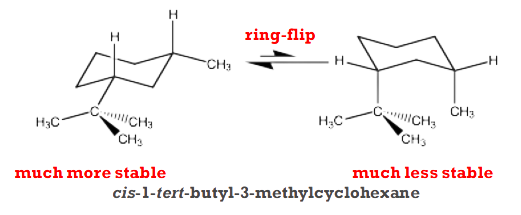 H
H
ring-flip
CH3
H
H
C
H3C
CH3
CH3
C
H3C
CH3
CH3
CH3
much more stable
much less stable
cis-1-tert-butyl-3-methylcyclohexane